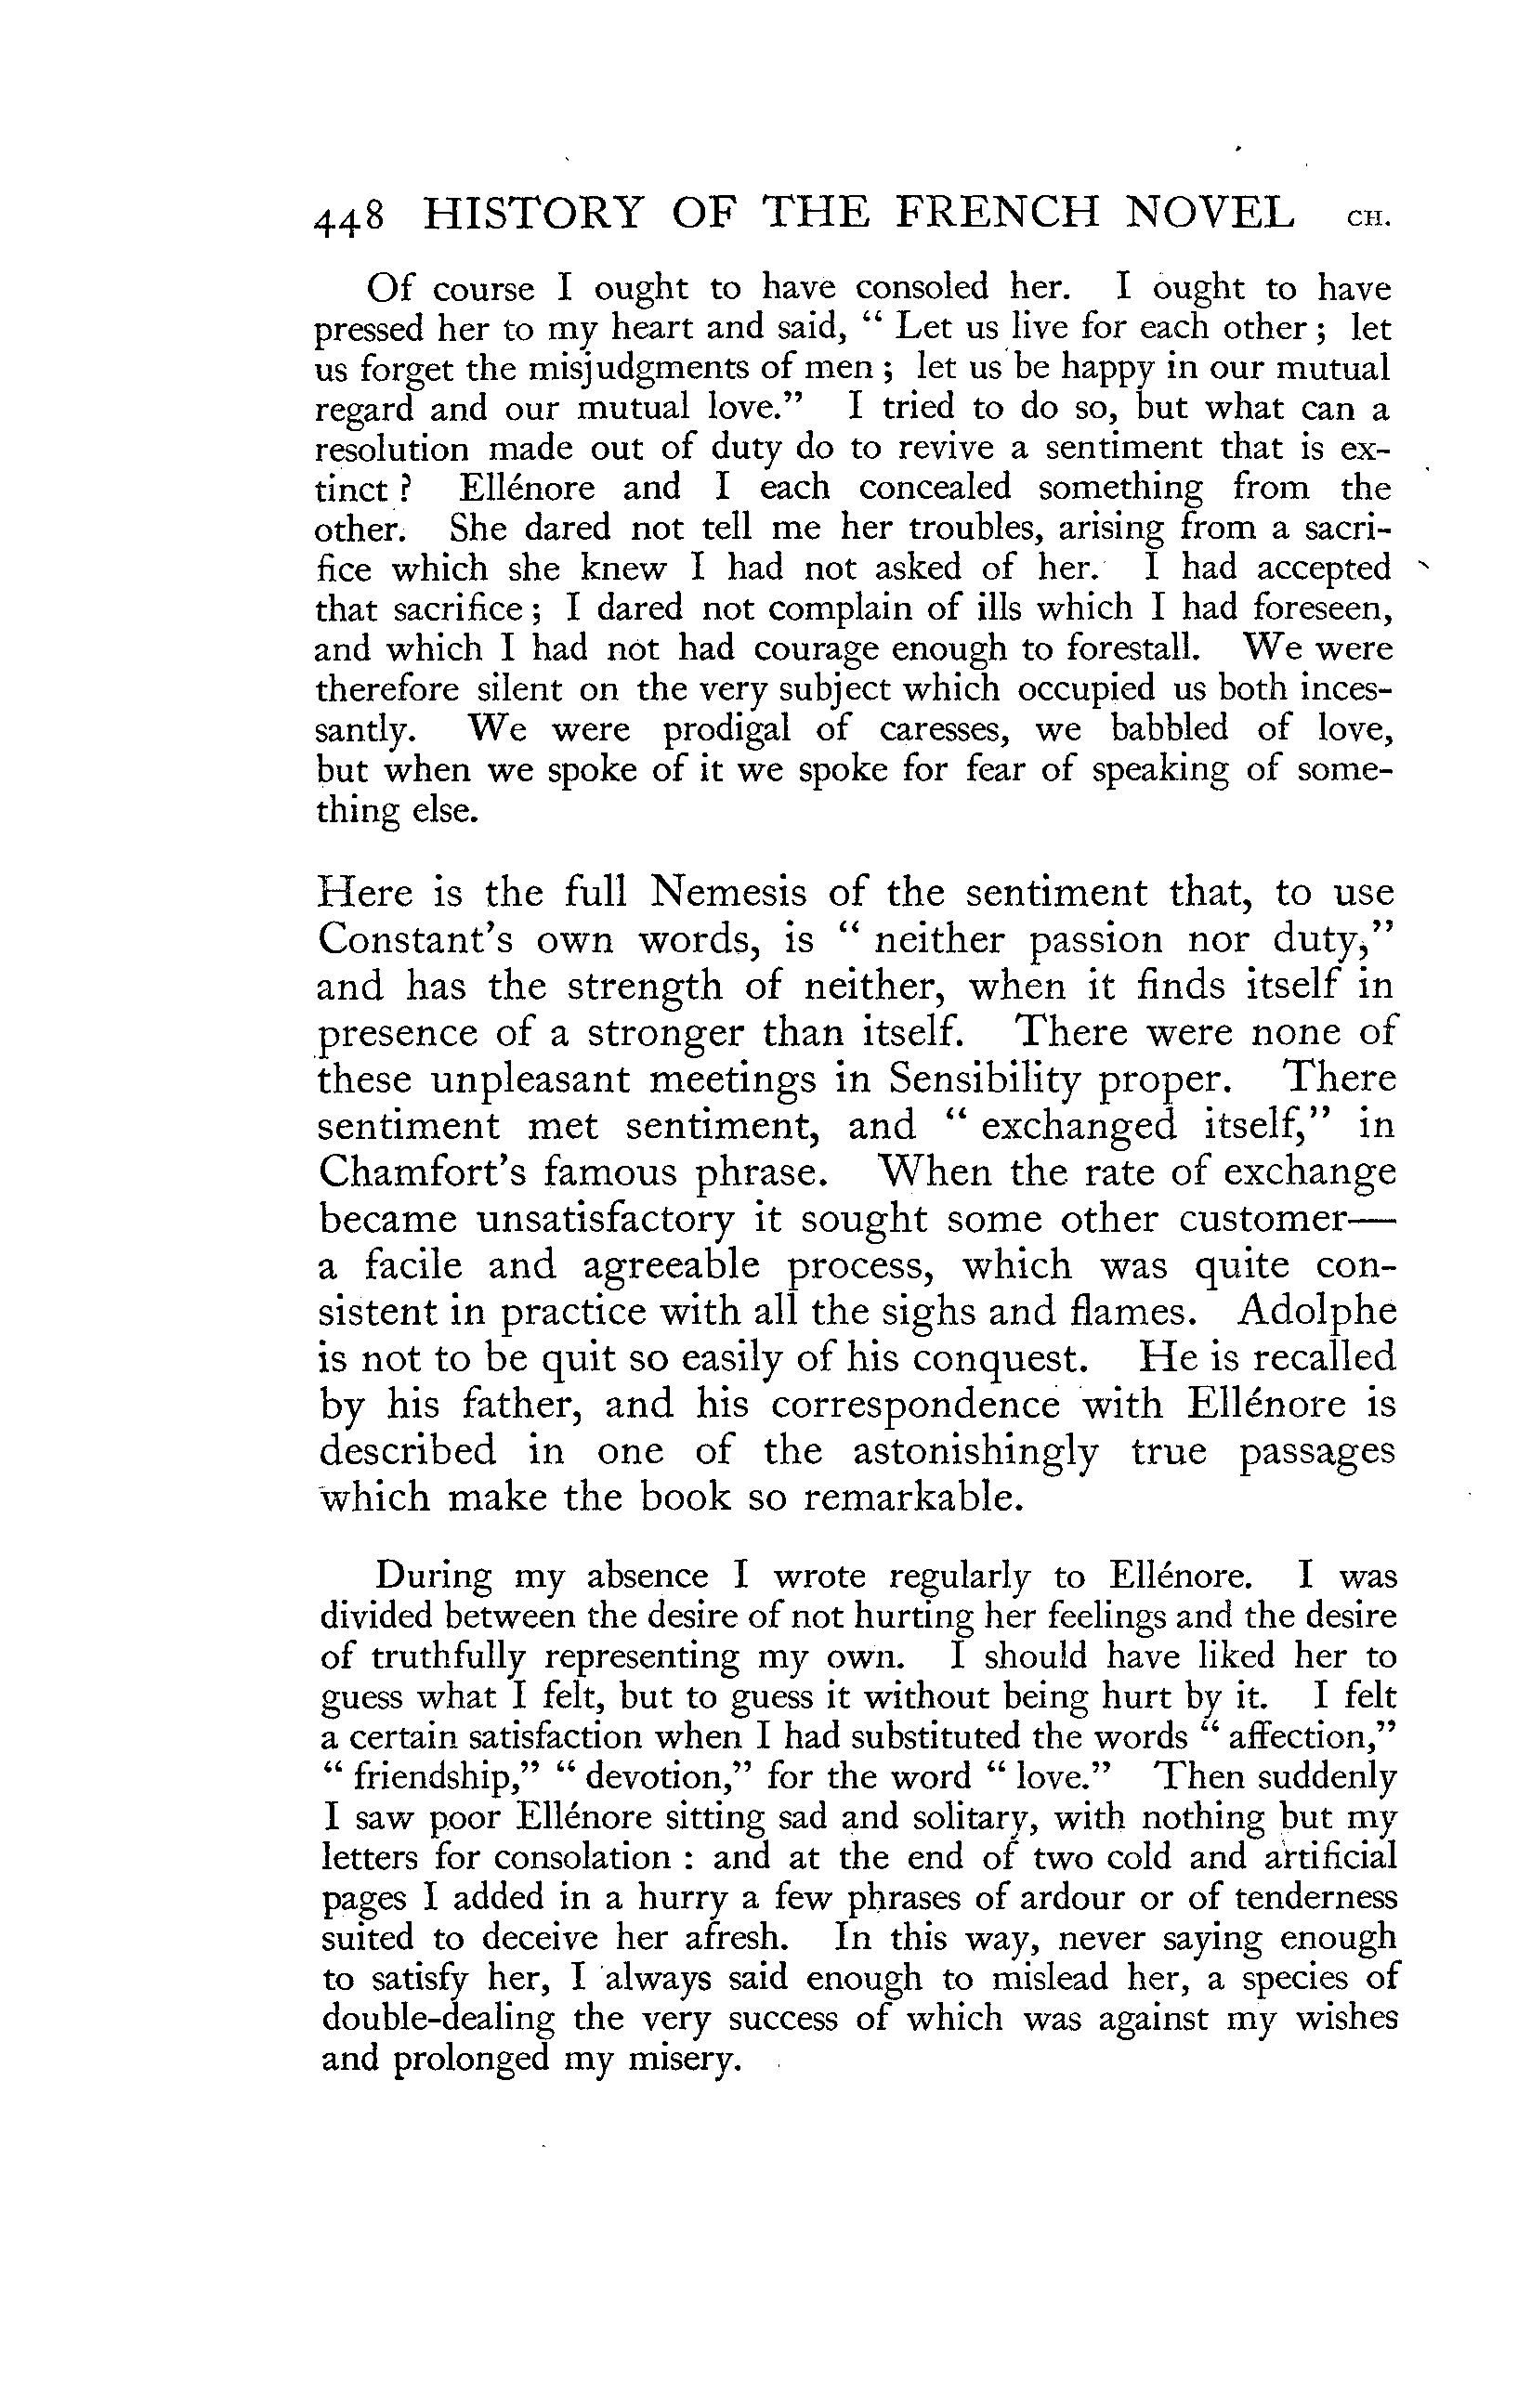 448 HISTORY OF THE FRENCH NOVEL CH.
Of course I ought to have consoled her. I ought to have
pressed her to my heart and said, “ Let us live for each other ; let
us forget the misjudgments of men ; let us be happy in our mutual
regard and our mutual love.” I tried to do so, but what can a
resolution made out of duty do to revive a sentiment that is ex-
tinct ? Ellénore and I each concealed something from the
other. She dared not tell me her troubles, arising from a sacri-
fice which she knew I had not asked of her. I had accepted
that sacrifice ; I dared not complain of ills which I had foreseen,
and which I had not had courage enough to forestall. We were
therefore silent on the very subject which occupied us both inces-
santly. We were prodigal of caresses, we babbled of love,
but when we spoke of it we spoke for fear of speaking of some-
thing else.
Here is the full Nemesis of the sentiment that, to use
Constant's own words, is “ neither passion nor duty,”
and has the strength of neither, when it finds itself in
presence of a stronger than itself. There were none of
these unpleasant meetings in Sensibility proper. There
sentiment met sentiment, and “ exchanged itself,” in
Chamfort's famous phrase. When the rate of exchange
became unsatisfactory it sought some other customer—
a facile and agreeable process, which was quite con-
sistent in practice with all the sighs and flames. Adolphe
is not to be quit so easily of his conquest. He is recalled
by his father, and his correspondence with Ellénore is
described in one of the astonishingly true passages
which make the book so remarkable.
During my absence I wrote regularly to Ellénore. I was
divided between the desire of not hurting her feelings and the desire
of truthfully representing my own. I should have liked her to
guess what I felt, but to guess it without being hurt by it. I felt
a certain satisfaction when I had substituted the words “ affection,”
“ friendship,” “ devotion,” for the word “ love.” Then suddenly
I saw poor Ellénore sitting sad and solitary, with nothing but my
letters for consolation : and at the end of two cold and artificial
pages I added in a hurry a few phrases of ardour or of tenderness
suited to deceive her afresh. In this way, never saying enough
to satisfy her, I always said enough to mislead her, a species of
double-dealing the very success of which was against my wishes
and prolonged my misery.